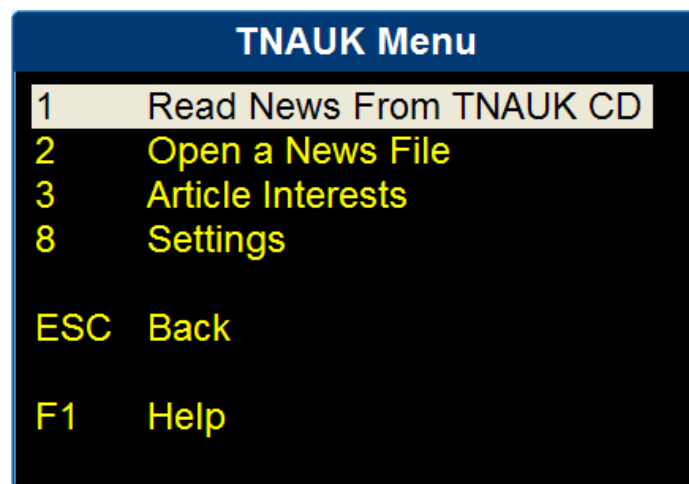 TNAUK Menu
1 Read News From TNAUK CD
2 Open a News File
3 Article Interests
8 Settings
ESC Back
F1 Help